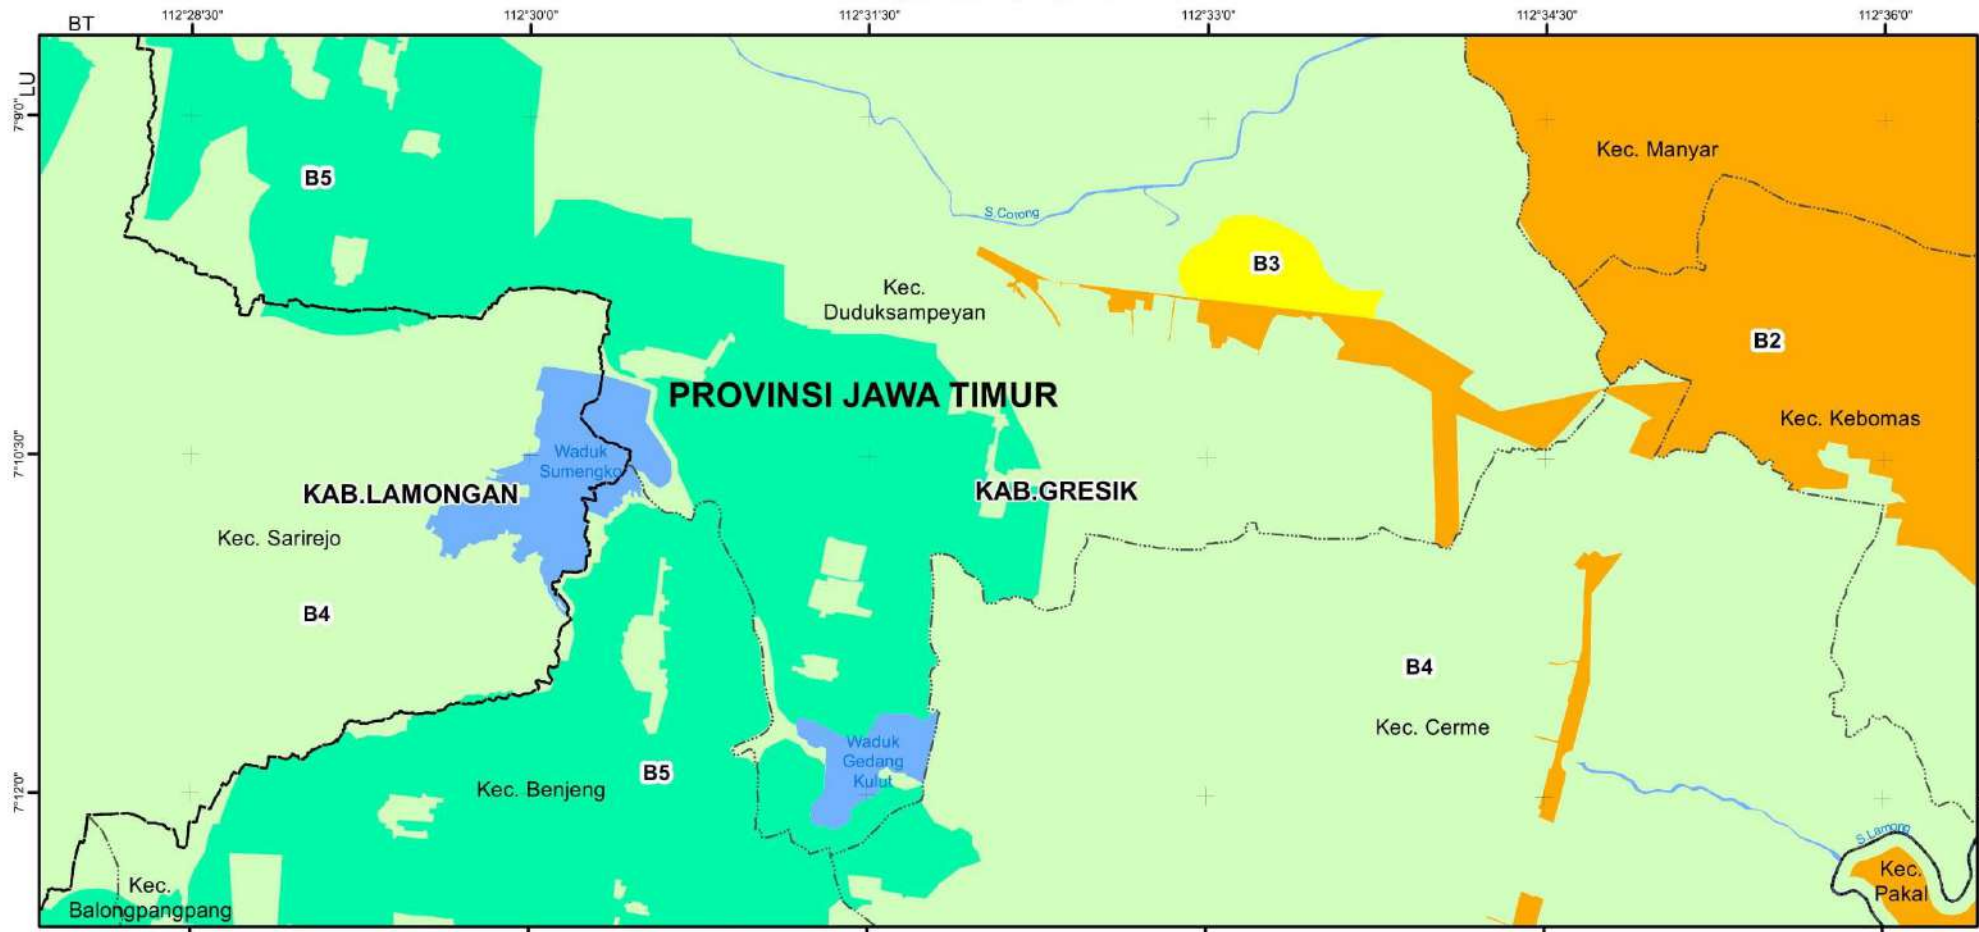 BT
112°28'30"
112°30'0"
112°31'30"
112°33'0"
112°34'30"
112°36'0"
LU
7°9'0"
7°10'30"
7°12'0"
Kec. Manyar
B5
S.Corong
B3
Kec.
Duduksampeyan
B2
PROVINSI JAWA TIMUR
Kec. Kebomas
Waduk
Sumengko
KAB.LAMONGAN
KAB.GRESIK
Kec. Sarirejo
B4
B4
Kec. Cerme
Waduk
Gedang
Kulut
B5
Kec. Benjeng
S.Lamong
Kec.
Pakal
Kec.
Balongpangpang